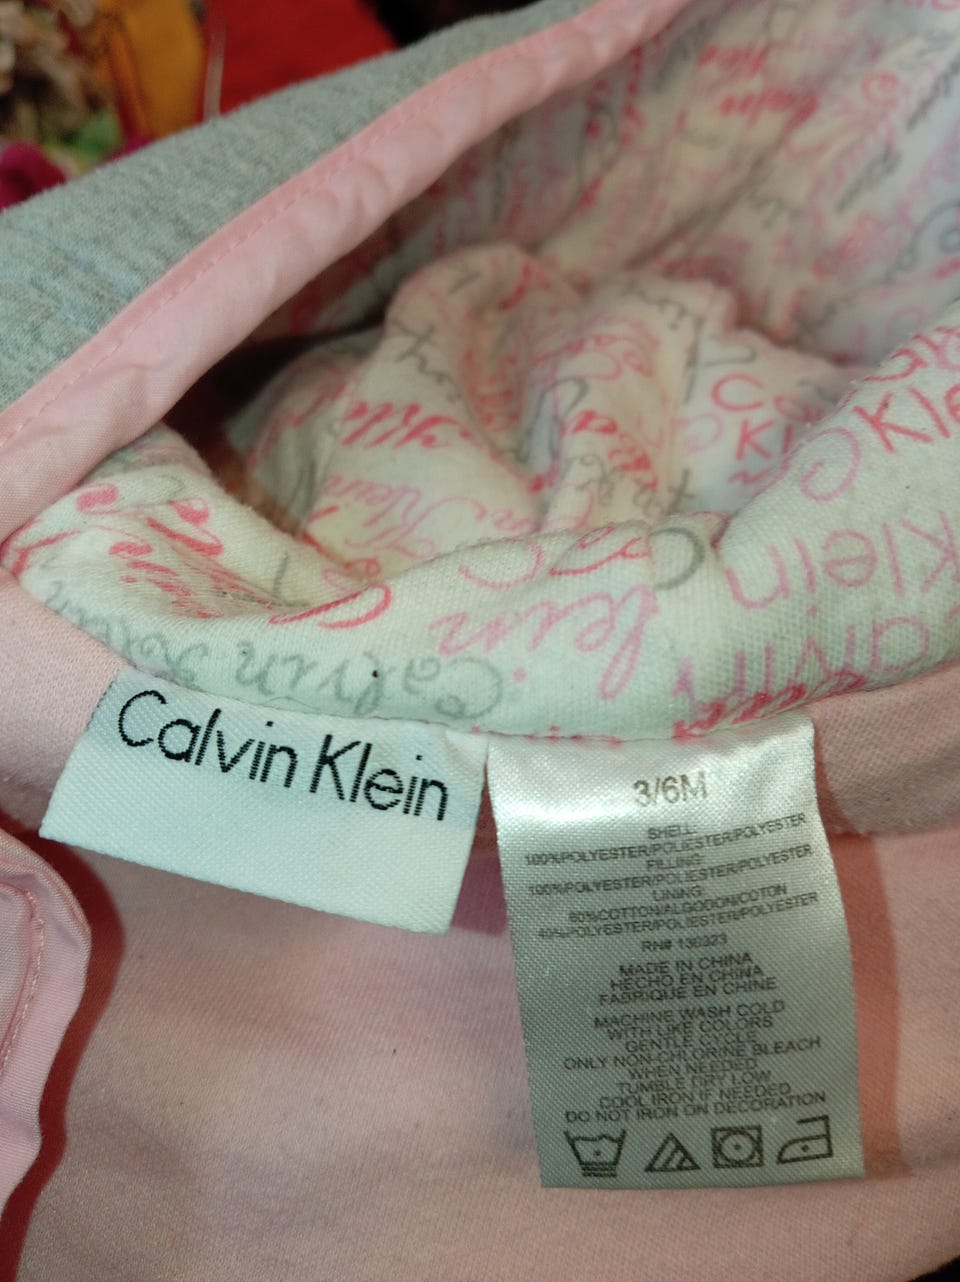 Calvin Klein
3/6M
SHELL:
100%POLYESTER/POLIESTER/POLYESTER
FILLING:
100%POLYESTER/POLIESTER/POLYESTER
LINING:
60%COTTON/ALGODON/COTON
40%POLYESTER/POLIESTER/POLYESTER
RN# 130323
MADE IN CHINA
HECHO EN CHINA
FABRIQUE EN CHINE
MACHINE WASH COLD
WITH LIKE COLORS
GENTLE CYCLE
ONLY NON-CHLORINE BLEACH
WHEN NEEDED
TUMBLE DRY LOW
COOL IRON IF NEEDED
DO NOT IRON ON DECORATION
Calvin Klein
Klein